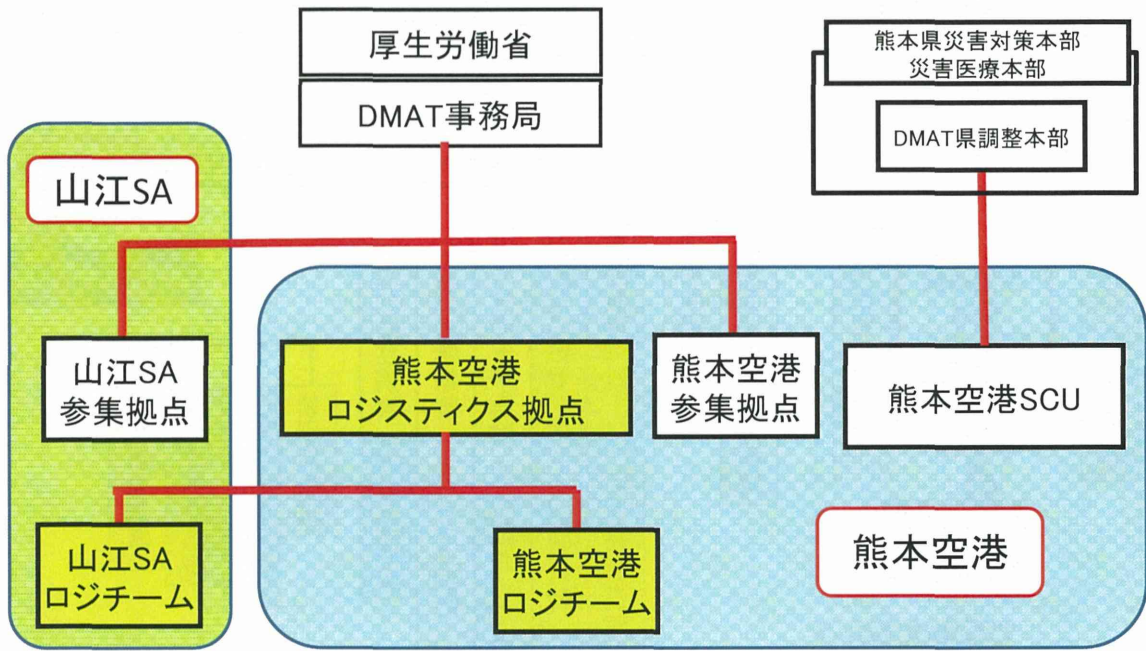 厚生労働省
DMAT事務局
熊本県災害対策本部
災害医療本部
DMAT県調整本部
山江SA
山江SA
参集拠点
熊本空港
ロジスティクス拠点
熊本空港
参集拠点
熊本空港SCU
山江SA
ロジチーム
熊本空港
ロジチーム
熊本空港